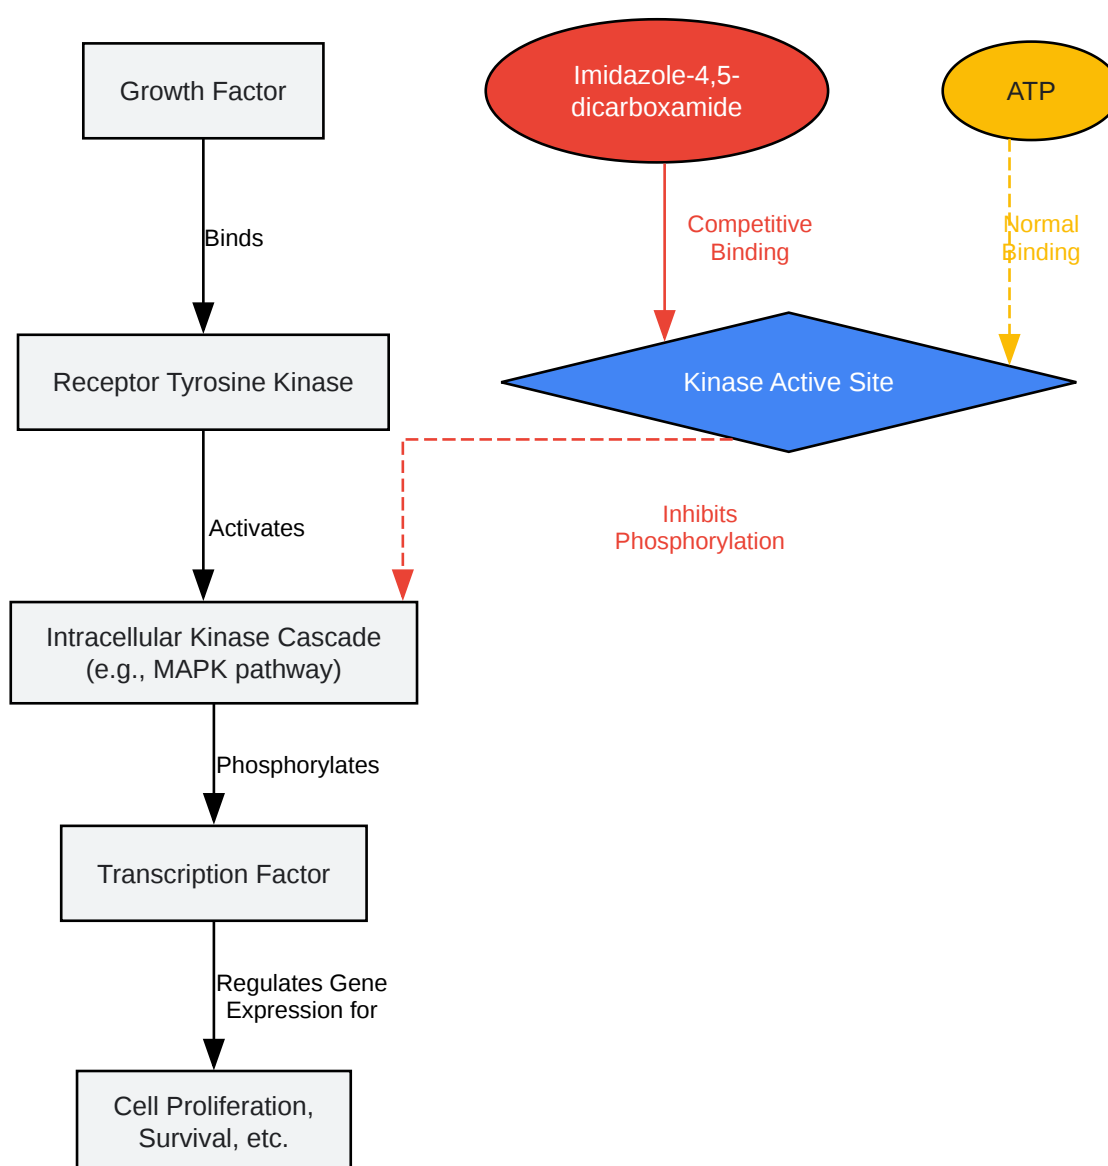 Growth Factor
Imidazole-4,5-
dicarboxamide
ATP
Binds
Competitive
Binding
Normal
Binding
Receptor Tyrosine Kinase
Kinase Active Site
Activates
Inhibits
Phosphorylation
Intracellular Kinase Cascade
(e.g., MAPK pathway)
Phosphorylates
Transcription Factor
Regulates Gene
Expression for
Cell Proliferation,
Survival, etc.